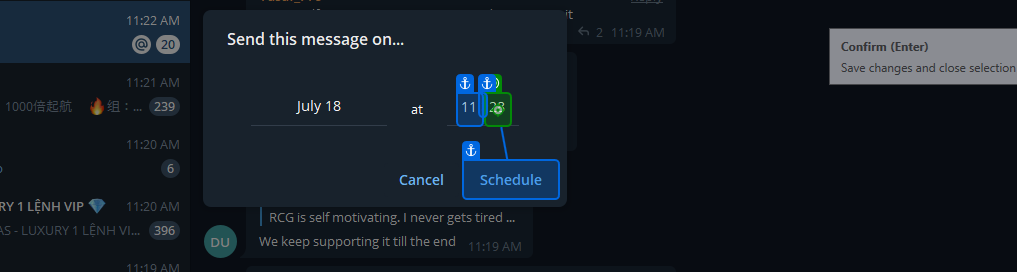 11:22 AM
@ 20
11:21 AM
1000倍起航 🔥组：... 239
11:20 AM
6
Y 1 LỆNH VIP 💎 11:20 AM
AS - LUXURY 1 LỆNH VI... 396
11:19 AM
Reply
it
2 11:19 AM
Send this message on...
July 18 at 11
Cancel Schedule
Confirm (Enter)
Save changes and close selection
RCG is self motivating. I never gets tired ...
DU We keep supporting it till the end 11:19 AM